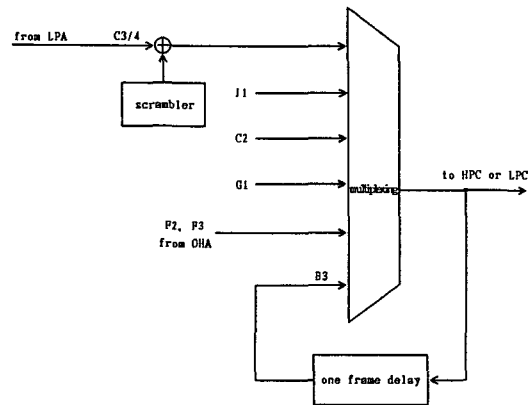 from LPA C3/4
scrambler
J1
C2
G1
multiplexing
to HPC or LPC
F2, F3
from OHA
B3
one frame delay